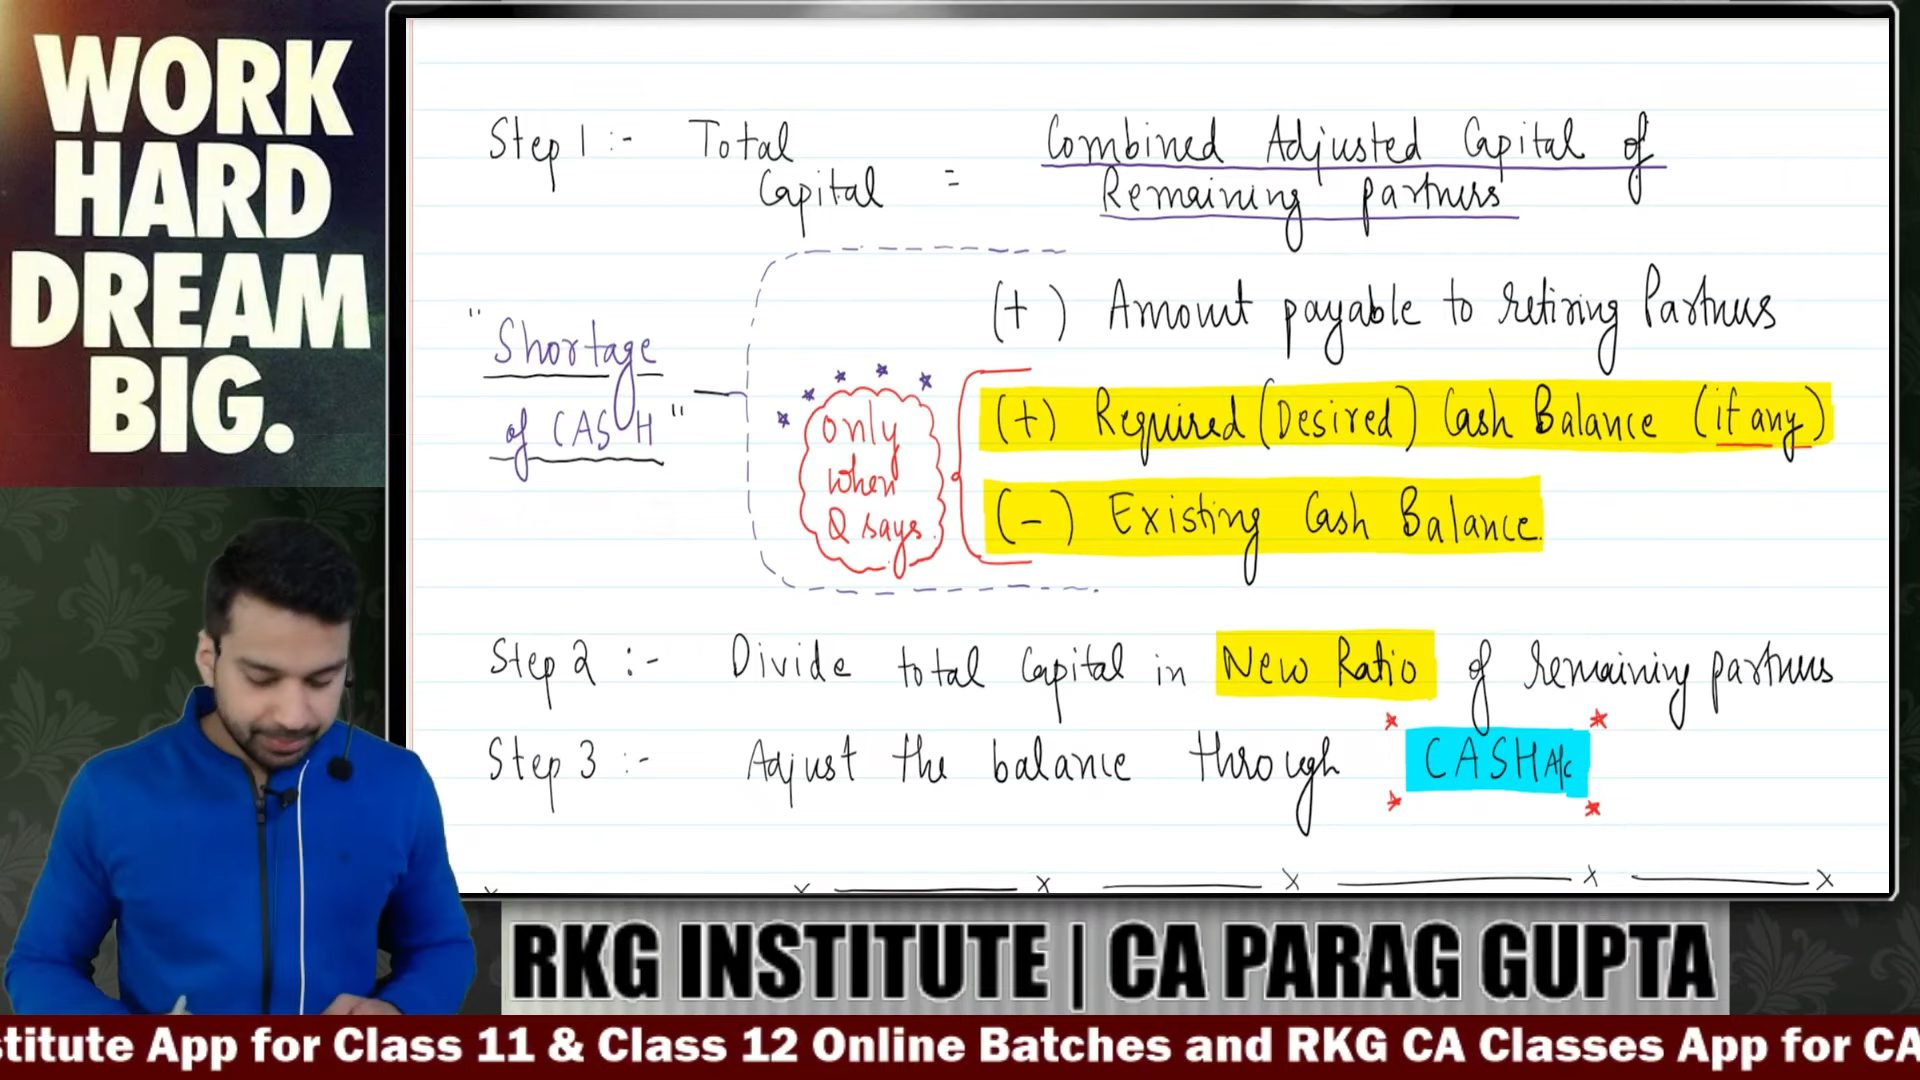 WORK
HARD
DREAM
BIG.
Step 1 :- Total Capital = Combined Adjusted Capital of
Remaining partners
(+) Amount payable to retiring Partners
"Shortage
of CASH"
only
when
Q says.
(+) Required (Desired) Cash Balance (if any)
(-) Existing Cash Balance.
Step 2 :- Divide total Capital in New Ratio of remaining partners
Step 3 :- Adjust the balance through CASH A/c
RKG INSTITUTE | CA PARAG GUPTA
stitute App for Class 11 & Class 12 Online Batches and RKG CA Classes App for CA